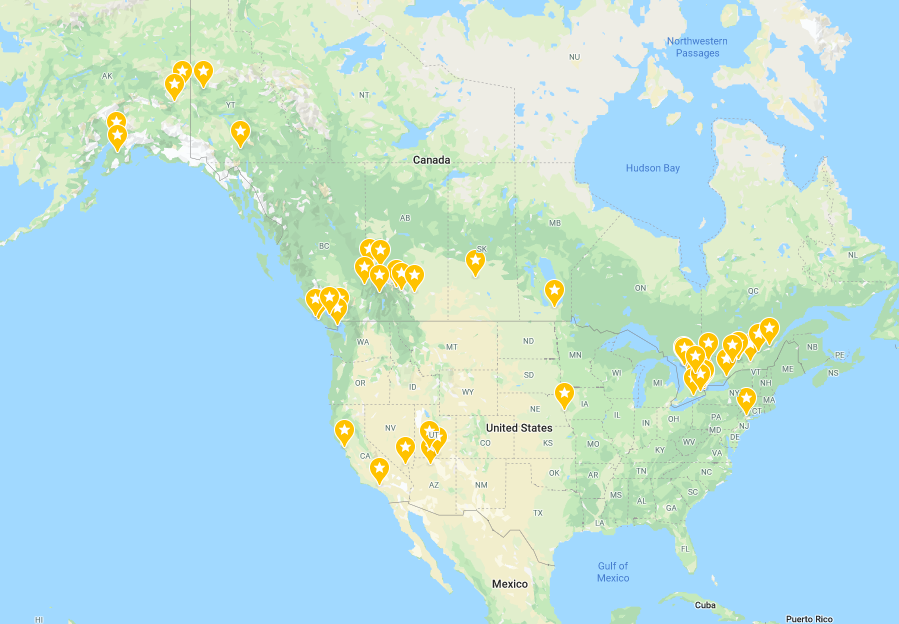 Northwestern
Passages
NU
AK
NT
YT
Canada
Hudson Bay
AB
SK
MB
BC
NL
ON
QC
WA
MT
ND
MN
NB
PE
NS
OR
ID
SD
WI
MI
VT
ME
NH
WY
NY
MA
CT
NE
IA
IL
IN
OH
PA
NJ
NV
UT
CO
United States
KS
MO
KY
WV
MD
DE
VA
CA
AZ
NM
OK
AR
TN
NC
SC
MS
AL
GA
TX
LA
FL
Gulf of
Mexico
Mexico
Cuba
HI
Puerto Rico